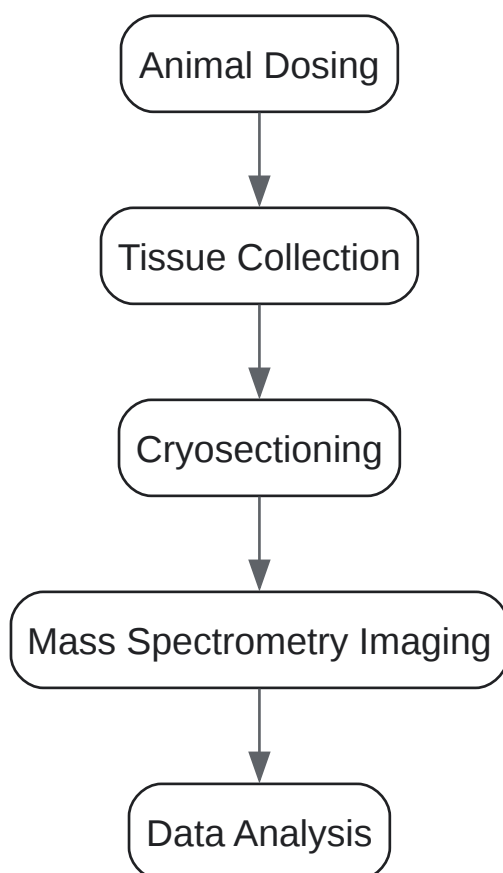 Animal Dosing
Tissue Collection
Cryosectioning
Mass Spectrometry Imaging
Data Analysis